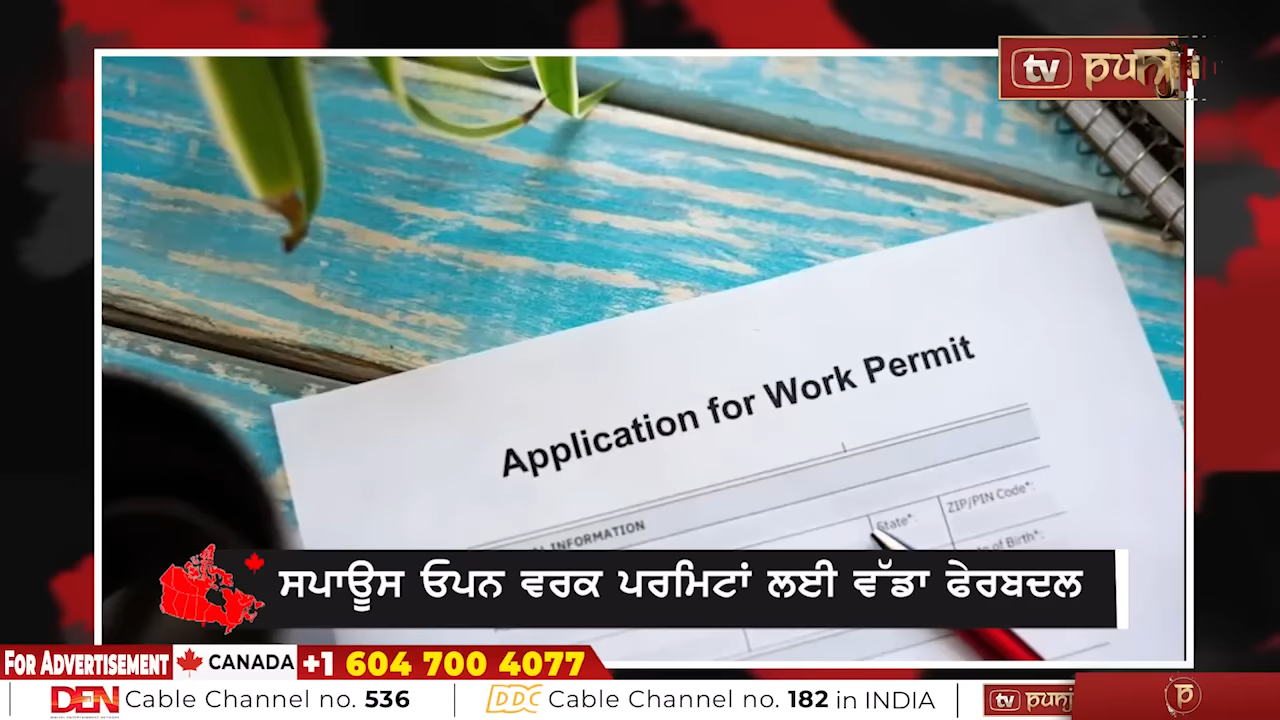 tv
Application for Work Permit
INFORMATION
State*:
ZIP/PIN Code*:
of Birth*:
ਸਪਾਊਸ ਓਪਨ ਵਰਕ ਪਰਮਿਟਾਂ ਲਈ ਵੱਡਾ ਫੇਰਬਦਲ
FOR ADVERTISEMENT CANADA +1 604 700 4077
DEN Cable Channel no. 536 DDC Cable Channel no. 182 in INDIA tv